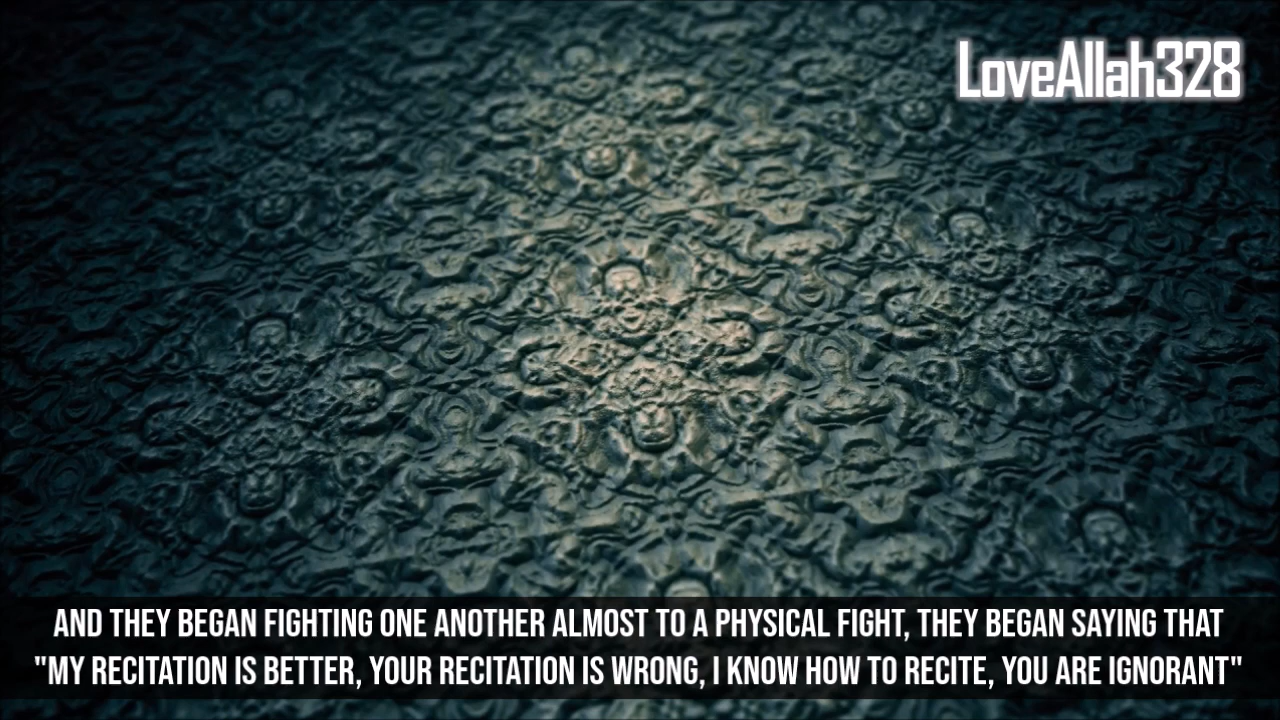 LoveAllah328
AND THEY BEGAN FIGHTING ONE ANOTHER ALMOST TO A PHYSICAL FIGHT, THEY BEGAN SAYING THAT
"MY RECITATION IS BETTER, YOUR RECITATION IS WRONG, I KNOW HOW TO RECITE, YOU ARE IGNORANT"